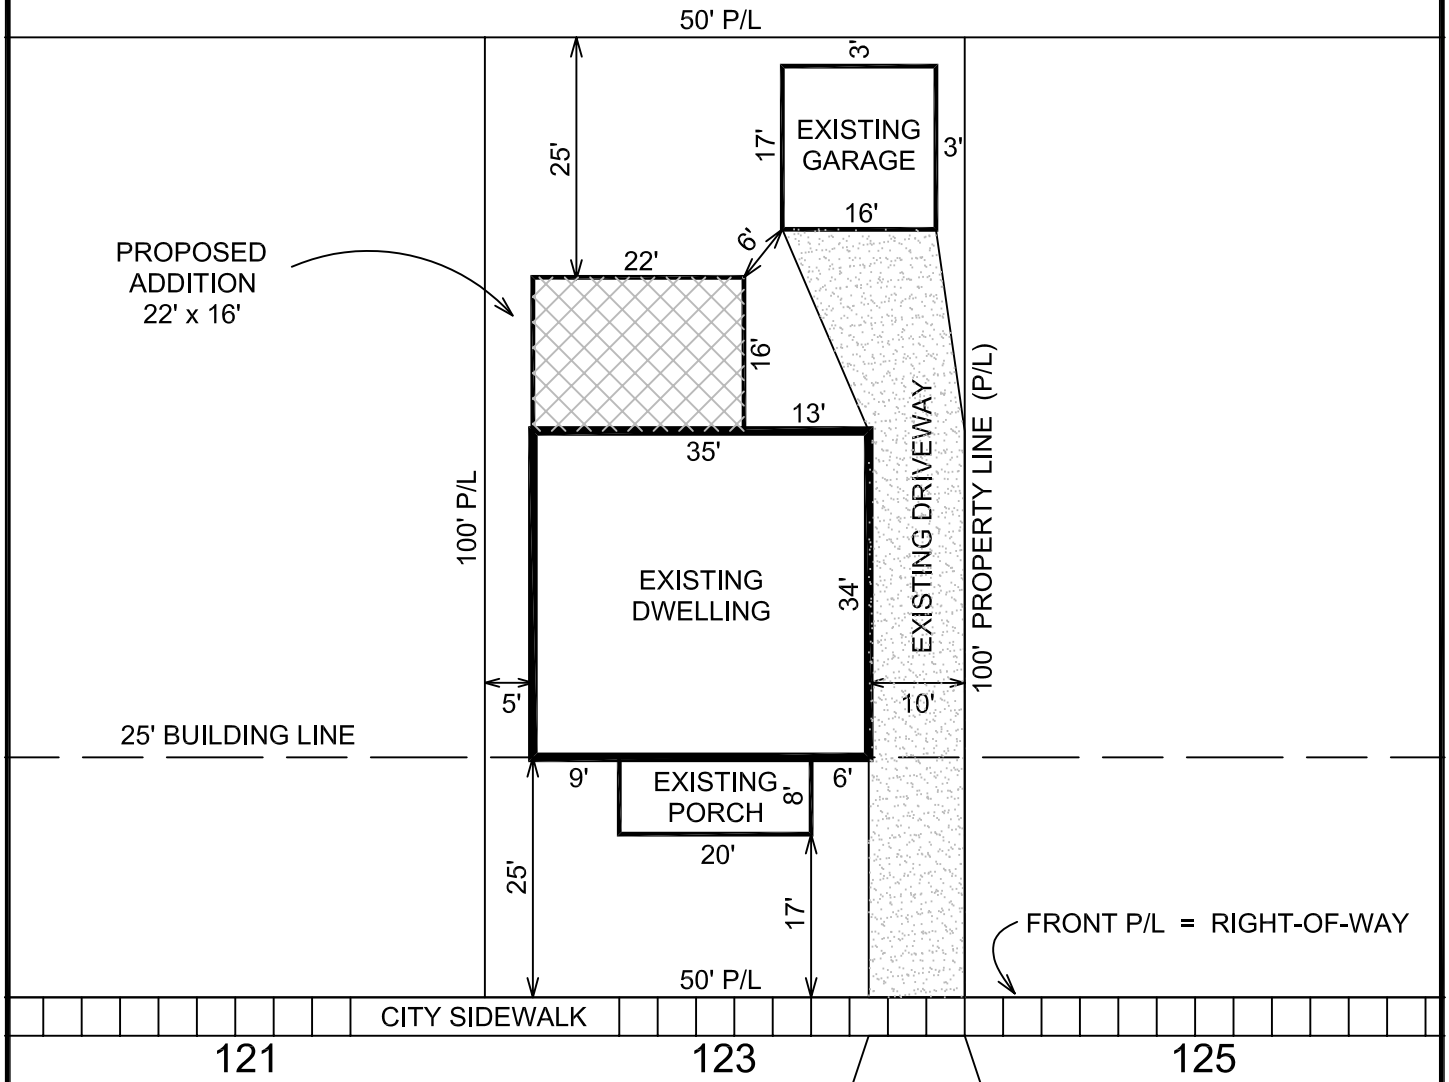 50' P/L
3'
EXISTING
GARAGE
17'
3'
25'
16'
6'
PROPOSED
ADDITION
22' x 16'
22'
16'
13'
35'
100' P/L
EXISTING DRIVEWAY
100' PROPERTY LINE (P/L)
EXISTING
DWELLING
34'
5'
10'
25' BUILDING LINE
9'
EXISTING
PORCH
8'
6'
20'
25'
17'
FRONT P/L = RIGHT-OF-WAY
50' P/L
CITY SIDEWALK
121
123
125